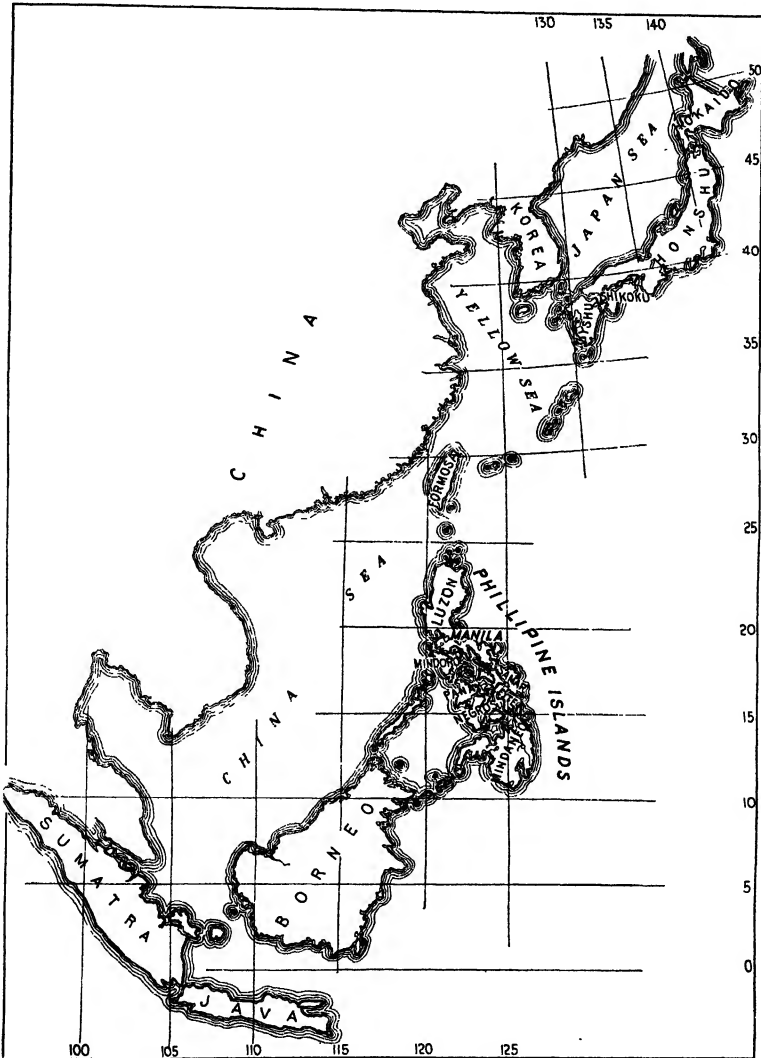 130 135 140
50
HOKAIDO
JAPAN SEA
45
KOREA
HONSHU
40
SHIKOKU
YELLOW SEA
35
CHINA
30
FORMOSA
25
CHINA SEA
LUZON
PHILLIPINE ISLANDS
MANILA
20
MINDORO
NEGROS
15
MINDANAO
10
SUMATRA
BORNEO
5
0
JAVA
100 105 110 115 120 125